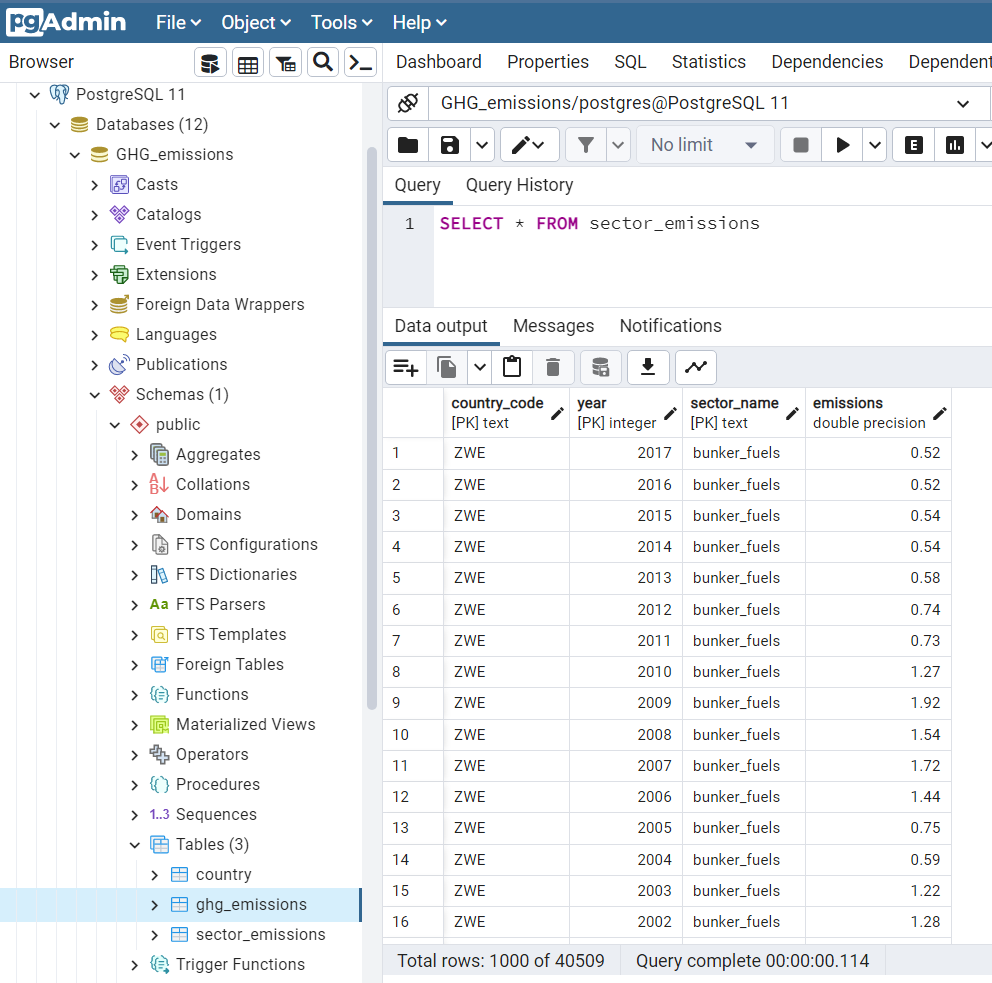 pgAdmin File Object Tools Help
Browser
Dashboard Properties SQL Statistics Dependencies Dependent
PostgreSQL 11
Databases (12)
GHG_emissions
Casts
Catalogs
Event Triggers
Extensions
Foreign Data Wrappers
Languages
Publications
Schemas (1)
public
Aggregates
Collations
Domains
FTS Configurations
FTS Dictionaries
Aa FTS Parsers
FTS Templates
Foreign Tables
Functions
Materialized Views
Operators
Procedures
1..3 Sequences
Tables (3)
country
ghg_emissions
sector_emissions
Trigger Functions
GHG_emissions/postgres@PostgreSQL 11
No limit E
Query Query History
1 SELECT * FROM sector_emissions
Data output Messages Notifications
country_code year sector_name emissions
[PK] text [PK] integer [PK] text double precision
1 ZWE 2017 bunker_fuels 0.52
2 ZWE 2016 bunker_fuels 0.52
3 ZWE 2015 bunker_fuels 0.54
4 ZWE 2014 bunker_fuels 0.54
5 ZWE 2013 bunker_fuels 0.58
6 ZWE 2012 bunker_fuels 0.74
7 ZWE 2011 bunker_fuels 0.73
8 ZWE 2010 bunker_fuels 1.27
9 ZWE 2009 bunker_fuels 1.92
10 ZWE 2008 bunker_fuels 1.54
11 ZWE 2007 bunker_fuels 1.72
12 ZWE 2006 bunker_fuels 1.44
13 ZWE 2005 bunker_fuels 0.75
14 ZWE 2004 bunker_fuels 0.59
15 ZWE 2003 bunker_fuels 1.22
16 ZWE 2002 bunker_fuels 1.28
Total rows: 1000 of 40509 Query complete 00:00:00.114